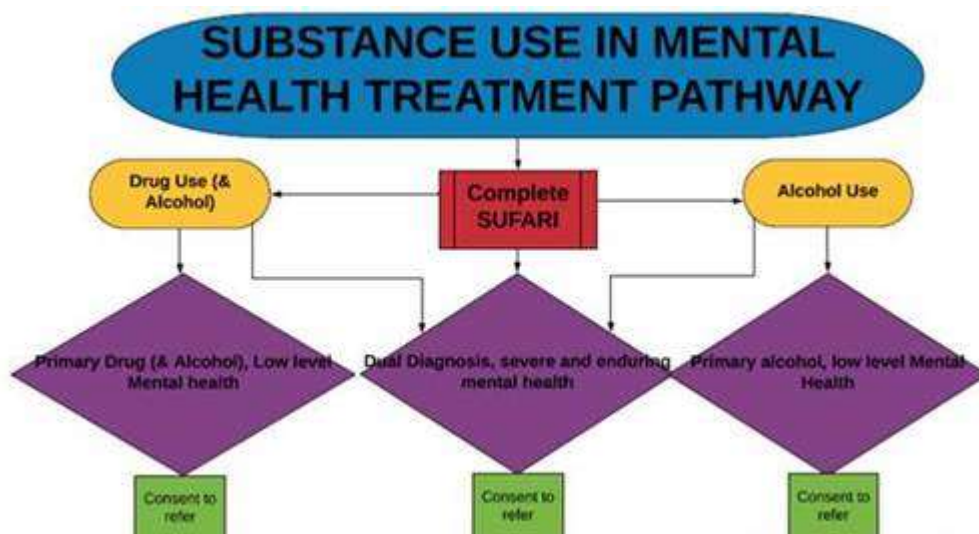 SUBSTANCE USE IN MENTAL
HEALTH TREATMENT PATHWAY
Drug Use (&
Alcohol)
Complete
SUFARI
Alcohol Use
Primary Drug (& Alcohol), Low level
Mental health
Dual Diagnosis, severe and enduring
mental health
Primary alcohol, low level Mental
Health
Consent to
refer
Consent to
refer
Consent to
refer